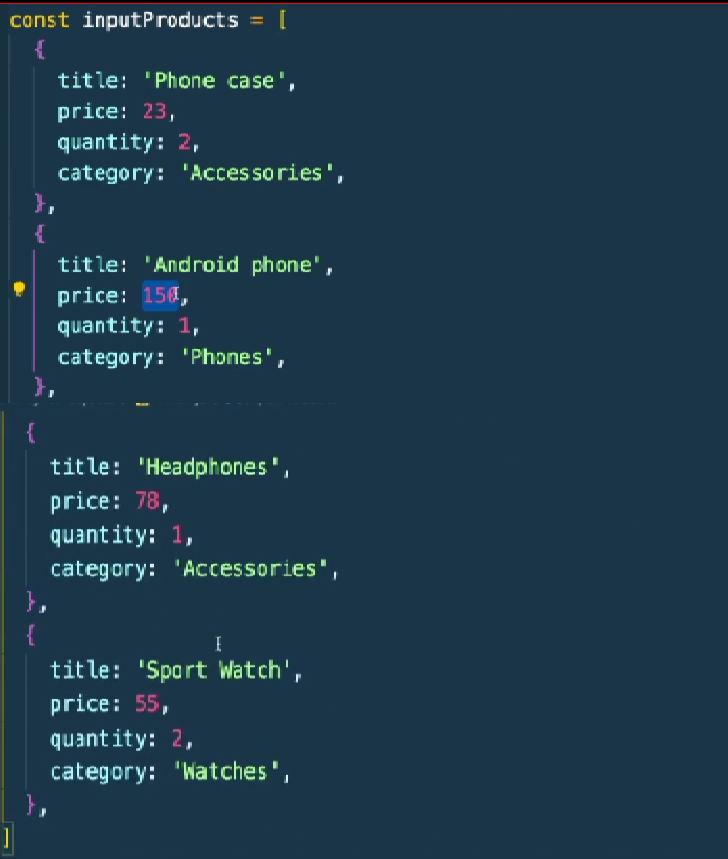 const inputProducts = [
{
title: 'Phone case',
price: 23,
quantity: 2,
category: 'Accessories',
},
{
title: 'Android phone',
price: 150,
quantity: 1,
category: 'Phones',
},
{
title: 'Headphones',
price: 78,
quantity: 1,
category: 'Accessories',
},
{
title: 'Sport Watch',
price: 55,
quantity: 2,
category: 'Watches',
},
]